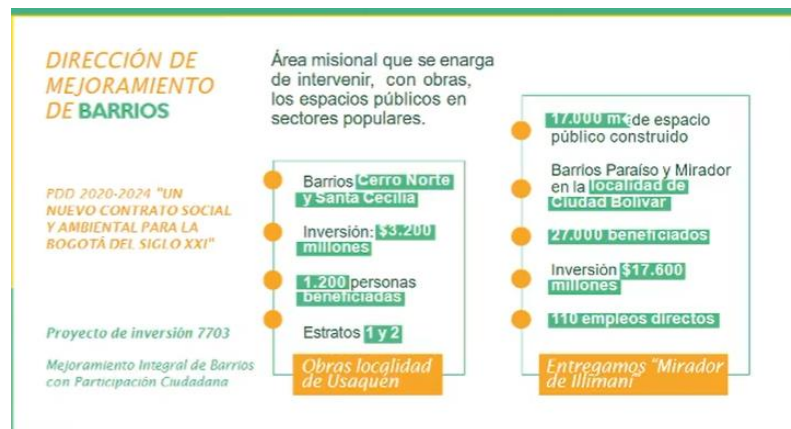 DIRECCIÓN DE
MEJORAMIENTO
DE BARRIOS
PDD 2020-2024 "UN
NUEVO CONTRATO SOCIAL
Y AMBIENTAL PARA LA
BOGOTÁ DEL SIGLO XXI"
Proyecto de inversión 7703
Mejoramiento Integral de Barrios
con Participación Ciudadana
Área misional que se enarga
de intervenir, con obras,
los espacios públicos en
sectores populares.
Barrios Cerro Norte
y Santa Cecilia
Inversión: $3.200
millones
1.200 personas
beneficiadas
Estratos 1 y 2
Obras localidad
de Usaquén
17.000 m de espacio
público construido
Barrios Paraíso y Mirador
en la localidad de
Ciudad Bolívar
27.000 beneficiados
Inversión $17.600
millones
110 empleos directos
Entregamos "Mirador
de Illimaní"